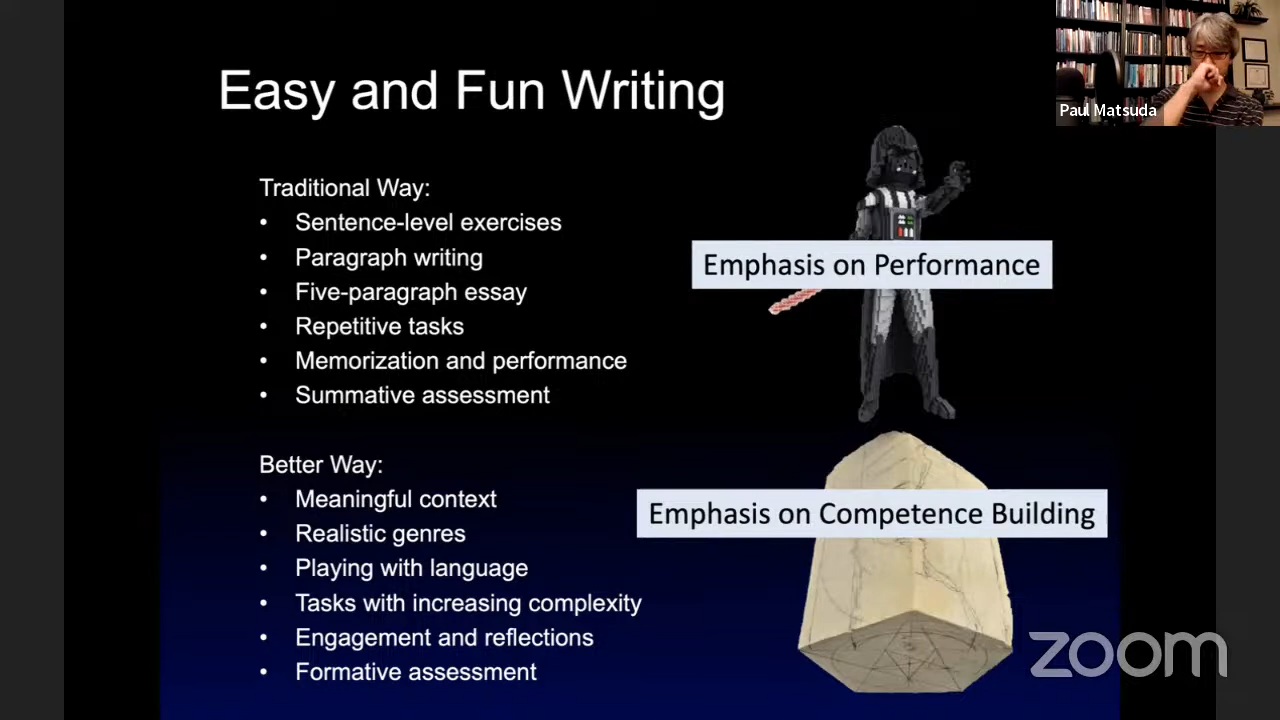 Easy and Fun Writing
Paul Matsuda
Traditional Way:
• Sentence-level exercises
• Paragraph writing
• Five-paragraph essay
• Repetitive tasks
• Memorization and performance
• Summative assessment
Emphasis on Performance
Better Way:
• Meaningful context
• Realistic genres
• Playing with language
• Tasks with increasing complexity
• Engagement and reflections
• Formative assessment
Emphasis on Competence Building
zoom